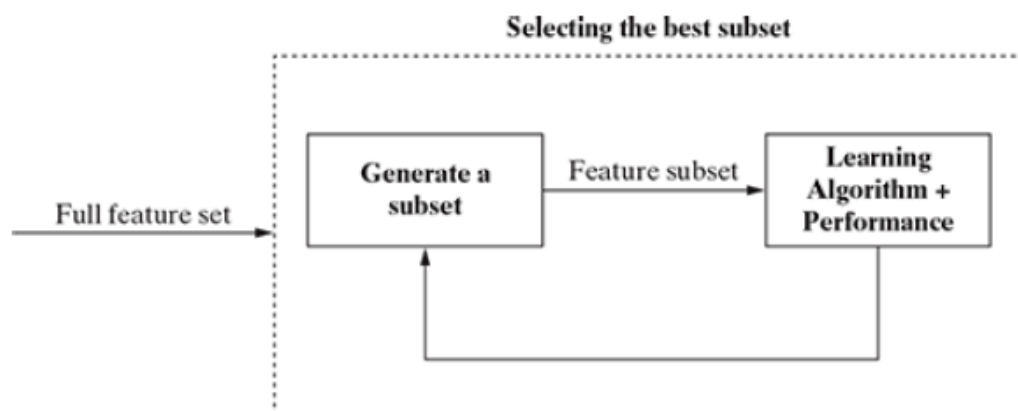 Selecting the best subset
Full feature set
Generate a
subset
Feature subset
Learning
Algorithm +
Performance